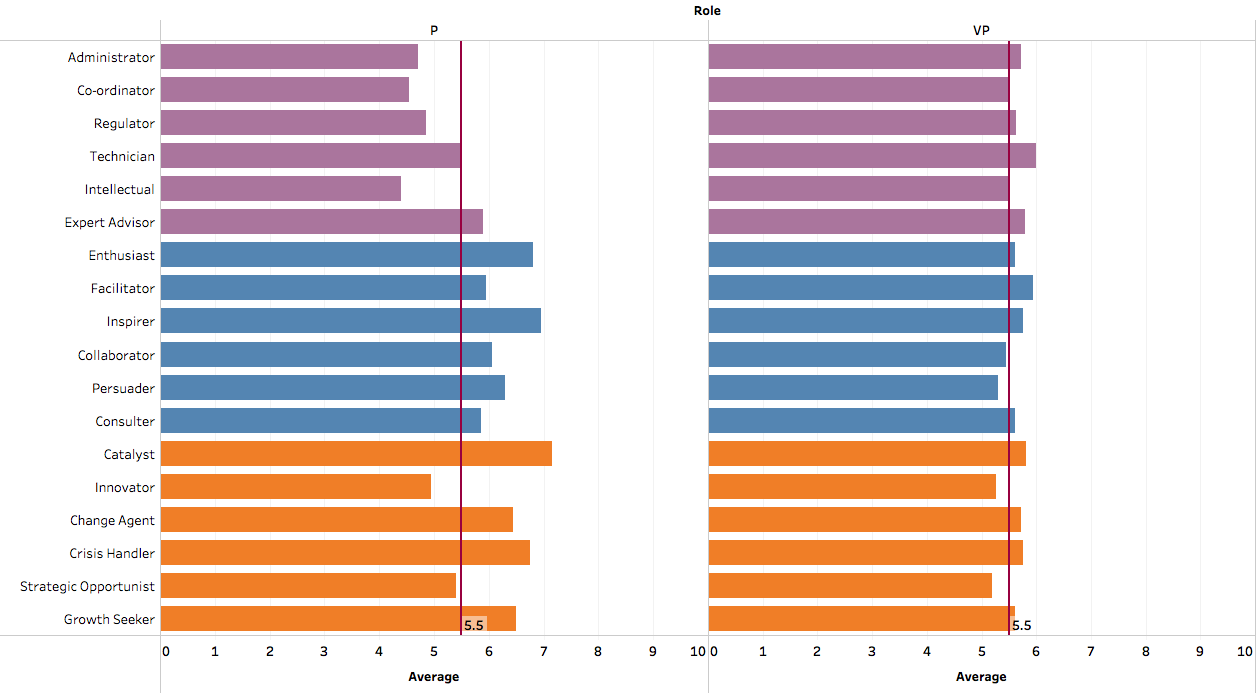 Role
P VP
Administrator
Co-ordinator
Regulator
Technician
Intellectual
Expert Advisor
Enthusiast
Facilitator
Inspirer
Collaborator
Persuader
Consulter
Catalyst
Innovator
Change Agent
Crisis Handler
Strategic Opportunist
Growth Seeker
5.5 5.5
0 1 2 3 4 5 6 7 8 9 10 0 1 2 3 4 5 6 7 8 9 10
Average Average